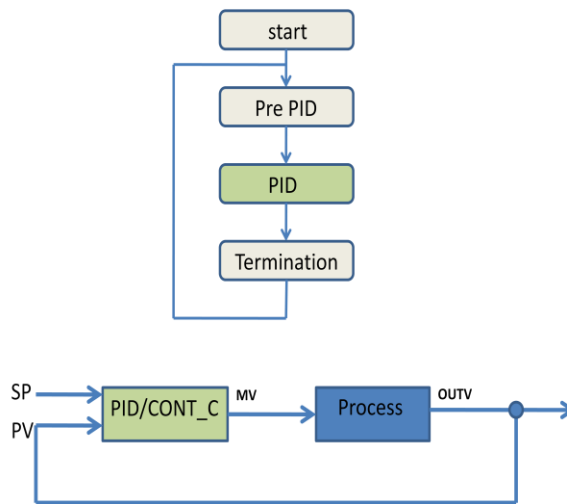 start
Pre PID
PID
Termination
SP
PV
PID/CONT_C
MV
Process
OUTV